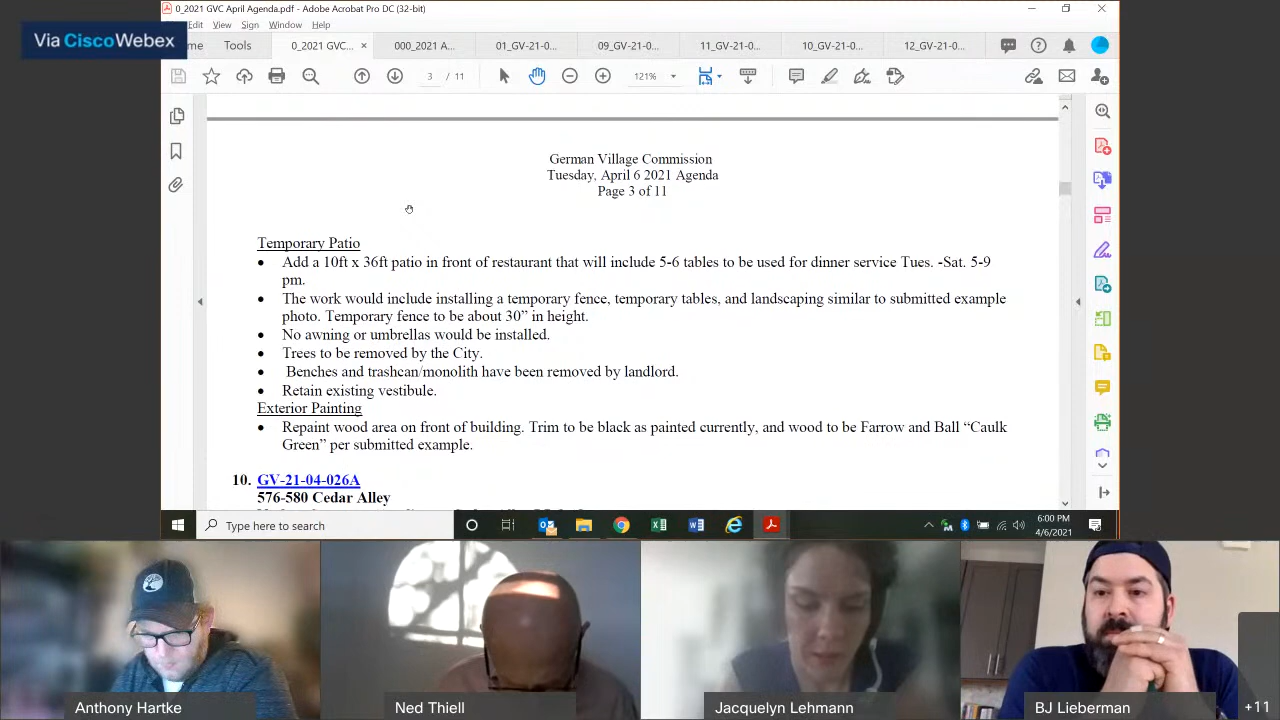 0_2021 GVC April Agenda.pdf - Adobe Acrobat Pro DC (32-bit)
Via Cisco Webex
Edit View Sign Window Help
me Tools 0_2021 GVC... × 000_2021 A... 01_GV-21-0... 09_GV-21-0... 11_GV-21-0... 10_GV-21-0... 12_GV-21-0...
3 / 11 121%
German Village Commission
Tuesday, April 6 2021 Agenda
Page 3 of 11
Temporary Patio
• Add a 10ft x 36ft patio in front of restaurant that will include 5-6 tables to be used for dinner service Tues. -Sat. 5-9
pm.
• The work would include installing a temporary fence, temporary tables, and landscaping similar to submitted example
photo. Temporary fence to be about 30” in height.
• No awning or umbrellas would be installed.
• Trees to be removed by the City.
• Benches and trashcan/monolith have been removed by landlord.
• Retain existing vestibule.
Exterior Painting
• Repaint wood area on front of building. Trim to be black as painted currently, and wood to be Farrow and Ball “Caulk
Green” per submitted example.
10. GV-21-04-026A
576-580 Cedar Alley
Type here to search
6:00 PM
4/6/2021
Anthony Hartke
Ned Thiell
Jacquelyn Lehmann
BJ Lieberman
+11